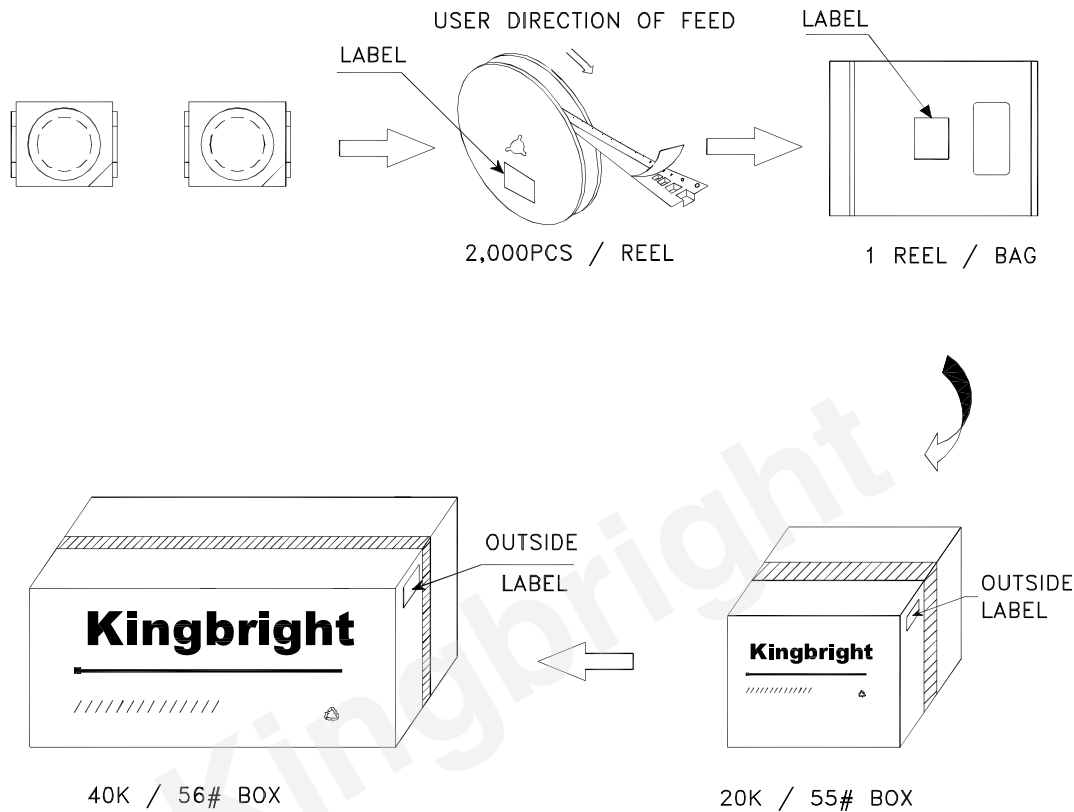 USER DIRECTION OF FEED
LABEL
LABEL
LABEL
2,000PCS / REEL
1 REEL / BAG
OUTSIDE
LABEL
Kingbright
40K / 56# BOX
OUTSIDE
LABEL
Kingbright
20K / 55# BOX
Kingbright